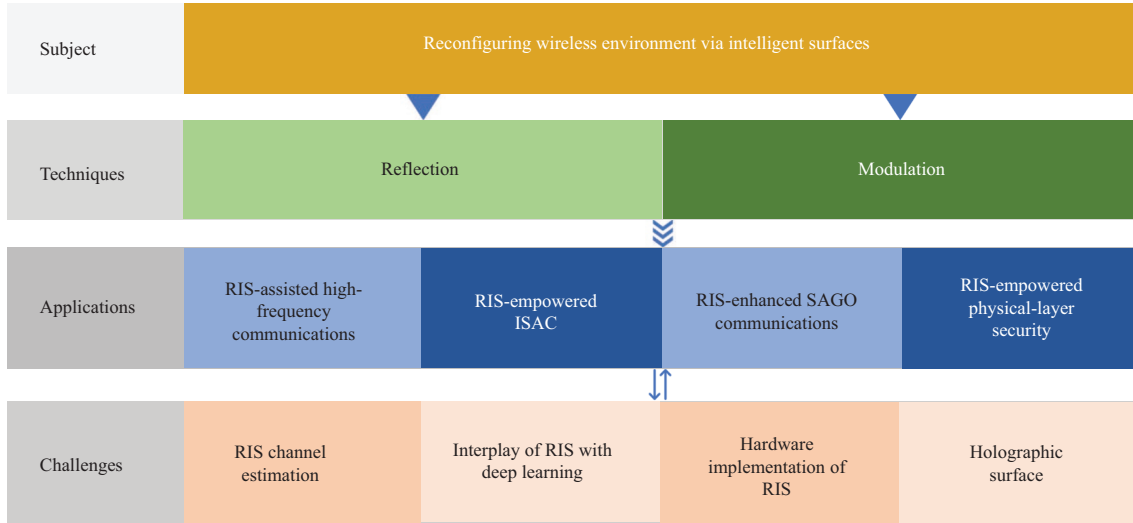 Subject
Reconfiguring wireless environment via intelligent surfaces
Techniques
Reflection
Modulation
Applications
RIS-assisted high-
frequency
communications
RIS-empowered
ISAC
RIS-enhanced SAGO
communications
RIS-empowered
physical-layer
security
Challenges
RIS channel
estimation
Interplay of RIS with
deep learning
Hardware
implementation of
RIS
Holographic
surface